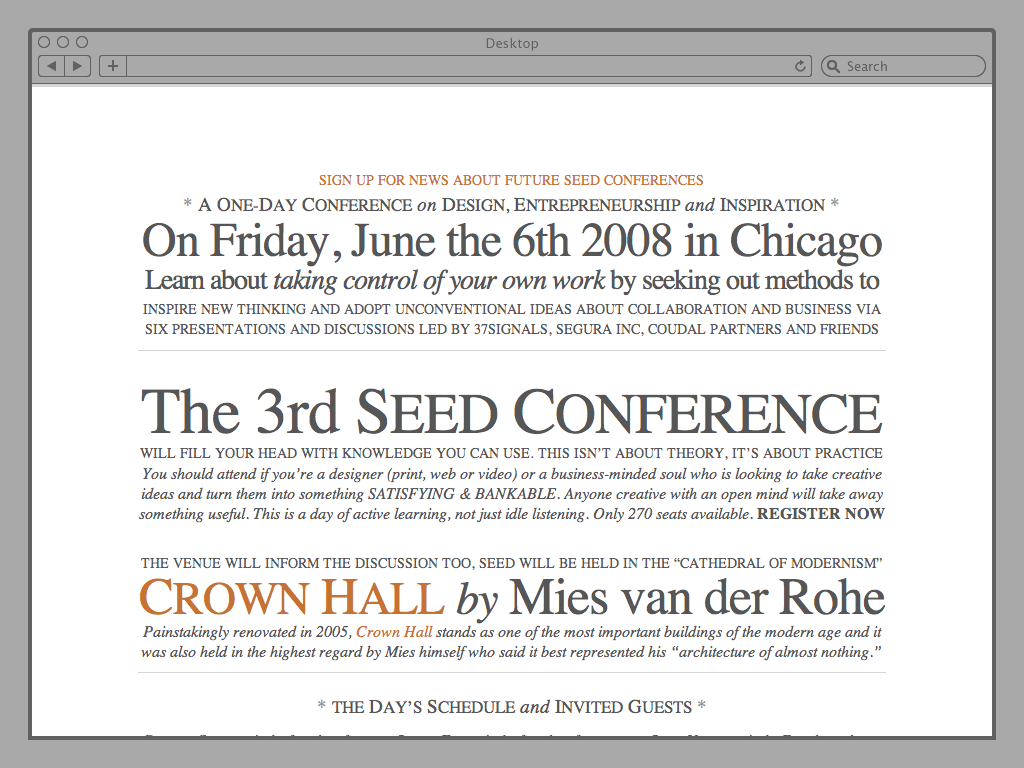 Desktop
Search
SIGN UP FOR NEWS ABOUT FUTURE SEED CONFERENCES
* A ONE-DAY CONFERENCE on DESIGN, ENTREPRENEURSHIP and INSPIRATION *
On Friday, June the 6th 2008 in Chicago
Learn about taking control of your own work by seeking out methods to
INSPIRE NEW THINKING AND ADOPT UNCONVENTIONAL IDEAS ABOUT COLLABORATION AND BUSINESS VIA
SIX PRESENTATIONS AND DISCUSSIONS LED BY 37SIGNALS, SEGURA INC, COUDAL PARTNERS AND FRIENDS
The 3rd SEED CONFERENCE
WILL FILL YOUR HEAD WITH KNOWLEDGE YOU CAN USE. THIS ISN’T ABOUT THEORY, IT’S ABOUT PRACTICE
You should attend if you’re a designer (print, web or video) or a business-minded soul who is looking to take creative
ideas and turn them into something SATISFYING & BANKABLE. Anyone creative with an open mind will take away
something useful. This is a day of active learning, not just idle listening. Only 270 seats available. REGISTER NOW
THE VENUE WILL INFORM THE DISCUSSION TOO, SEED WILL BE HELD IN THE “CATHEDRAL OF MODERNISM”
CROWN HALL by Mies van der Rohe
Painstakingly renovated in 2005, Crown Hall stands as one of the most important buildings of the modern age and it
was also held in the highest regard by Mies himself who said it best represented his “architecture of almost nothing.”
* THE DAY’S SCHEDULE and INVITED GUESTS *